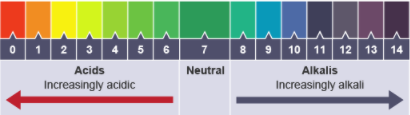 0 1 2 3 4 5 6 7 8 9 10 11 12 13 14
Acids Neutral Alkalis
Increasingly acidic Increasingly alkali